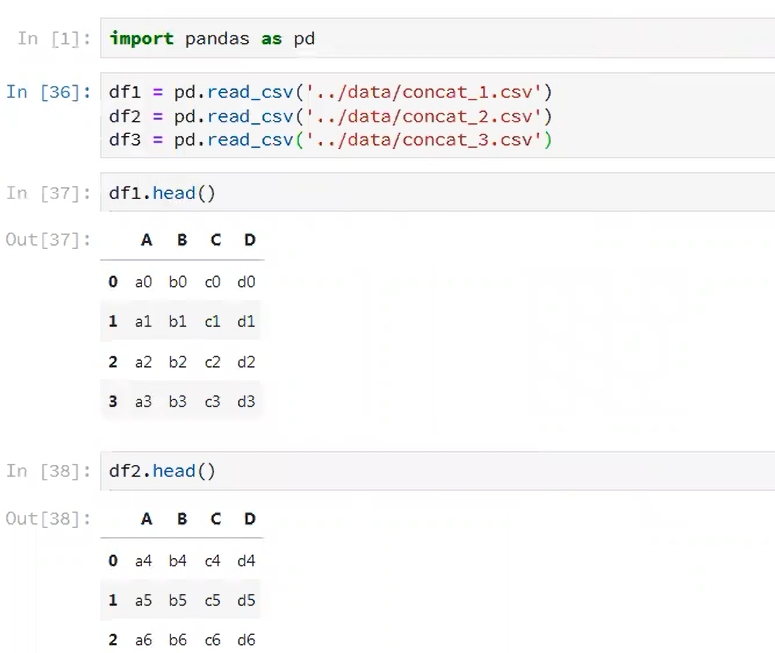 In [1]: import pandas as pd
In [36]: df1 = pd.read_csv('../data/concat_1.csv')
df2 = pd.read_csv('../data/concat_2.csv')
df3 = pd.read_csv('../data/concat_3.csv')
In [37]: df1.head()
Out[37]: A B C D
0 a0 b0 c0 d0
1 a1 b1 c1 d1
2 a2 b2 c2 d2
3 a3 b3 c3 d3
In [38]: df2.head()
Out[38]: A B C D
0 a4 b4 c4 d4
1 a5 b5 c5 d5
2 a6 b6 c6 d6